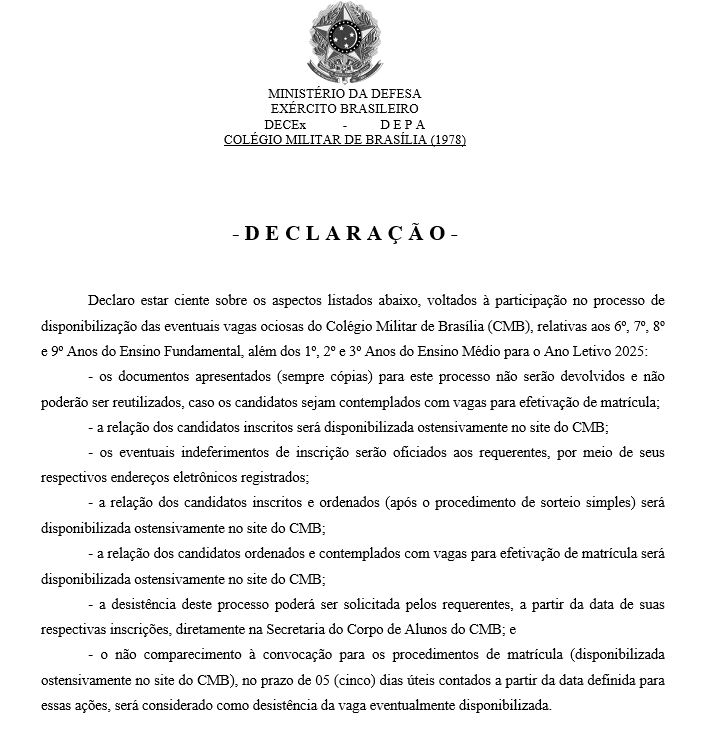 MINISTÉRIO DA DEFESA
EXÉRCITO BRASILEIRO
DECEx - D E P A
COLÉGIO MILITAR DE BRASÍLIA (1978)
- D E C L A R A Ç Ã O -
Declaro estar ciente sobre os aspectos listados abaixo, voltados à participação no processo de
disponibilização das eventuais vagas ociosas do Colégio Militar de Brasília (CMB), relativas aos 6º, 7º, 8º
e 9º Anos do Ensino Fundamental, além dos 1º, 2º e 3º Anos do Ensino Médio para o Ano Letivo 2025:
- os documentos apresentados (sempre cópias) para este processo não serão devolvidos e não
poderão ser reutilizados, caso os candidatos sejam contemplados com vagas para efetivação de matrícula;
- a relação dos candidatos inscritos será disponibilizada ostensivamente no site do CMB;
- os eventuais indeferimentos de inscrição serão oficiados aos requerentes, por meio de seus
respectivos endereços eletrônicos registrados;
- a relação dos candidatos inscritos e ordenados (após o procedimento de sorteio simples) será
disponibilizada ostensivamente no site do CMB;
- a relação dos candidatos ordenados e contemplados com vagas para efetivação de matrícula será
disponibilizada ostensivamente no site do CMB;
- a desistência deste processo poderá ser solicitada pelos requerentes, a partir da data de suas
respectivas inscrições, diretamente na Secretaria do Corpo de Alunos do CMB; e
- o não comparecimento à convocação para os procedimentos de matrícula (disponibilizada
ostensivamente no site do CMB), no prazo de 05 (cinco) dias úteis contados a partir da data definida para
essas ações, será considerado como desistência da vaga eventualmente disponibilizada.